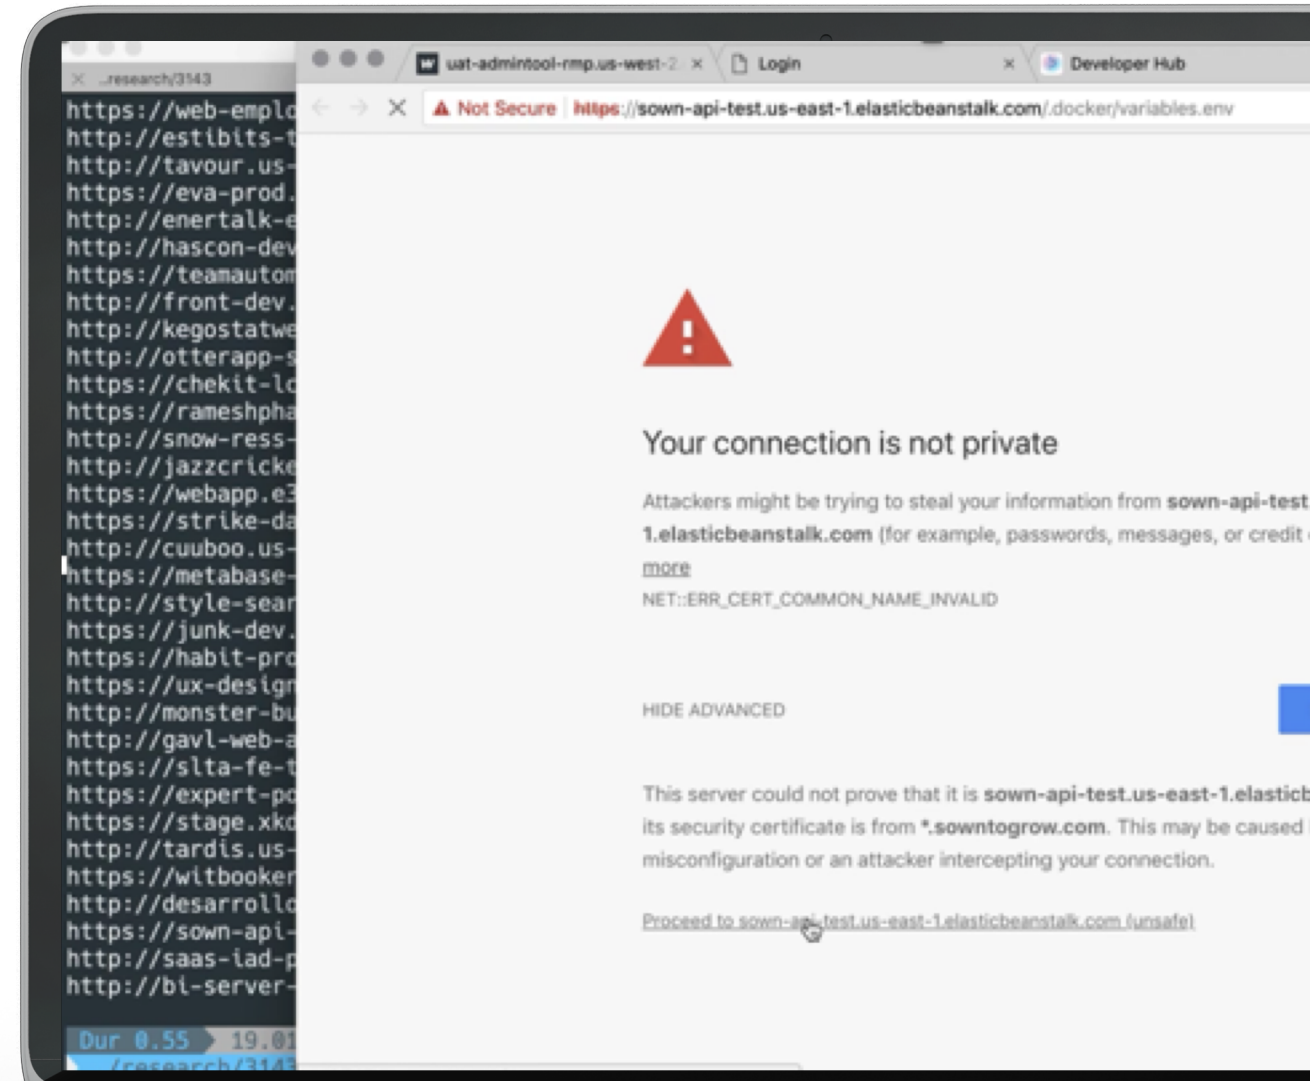 ...research/3143
https://web-emplo
http://estibits-t
http://tavour.us-
https://eva-prod.
http://enertalk-e
http://hascon-dev
https://teamautom
http://front-dev.
http://kegostatwe
http://otterapp-s
https://chekit-lo
https://rameshpha
http://snow-ress-
http://jazzcricke
https://webapp.e3
https://strike-da
http://cuuboo.us-
https://metabase-
http://style-sear
https://junk-dev.
https://habit-pro
https://ux-design
http://monster-bu
http://gavl-web-a
https://slta-fe-t
https://expert-po
https://stage.xkc
http://tardis.us-
https://witbooker
http://desarrollo
https://sown-api-
http://saas-iad-p
http://bi-server-
Dur 0.55 19.01
/research/3143
uat-admintool-rmp.us-west-2 Login Developer Hub
Not Secure https://sown-api-test.us-east-1.elasticbeanstalk.com/.docker/variables.env
Your connection is not private
Attackers might be trying to steal your information from sown-api-test.
1.elasticbeanstalk.com (for example, passwords, messages, or credit
more
NET::ERR_CERT_COMMON_NAME_INVALID
HIDE ADVANCED
This server could not prove that it is sown-api-test.us-east-1.elasticb
its security certificate is from *.sowntogrow.com. This may be caused
misconfiguration or an attacker intercepting your connection.
Proceed to sown-api-test.us-east-1.elasticbeanstalk.com (unsafe)